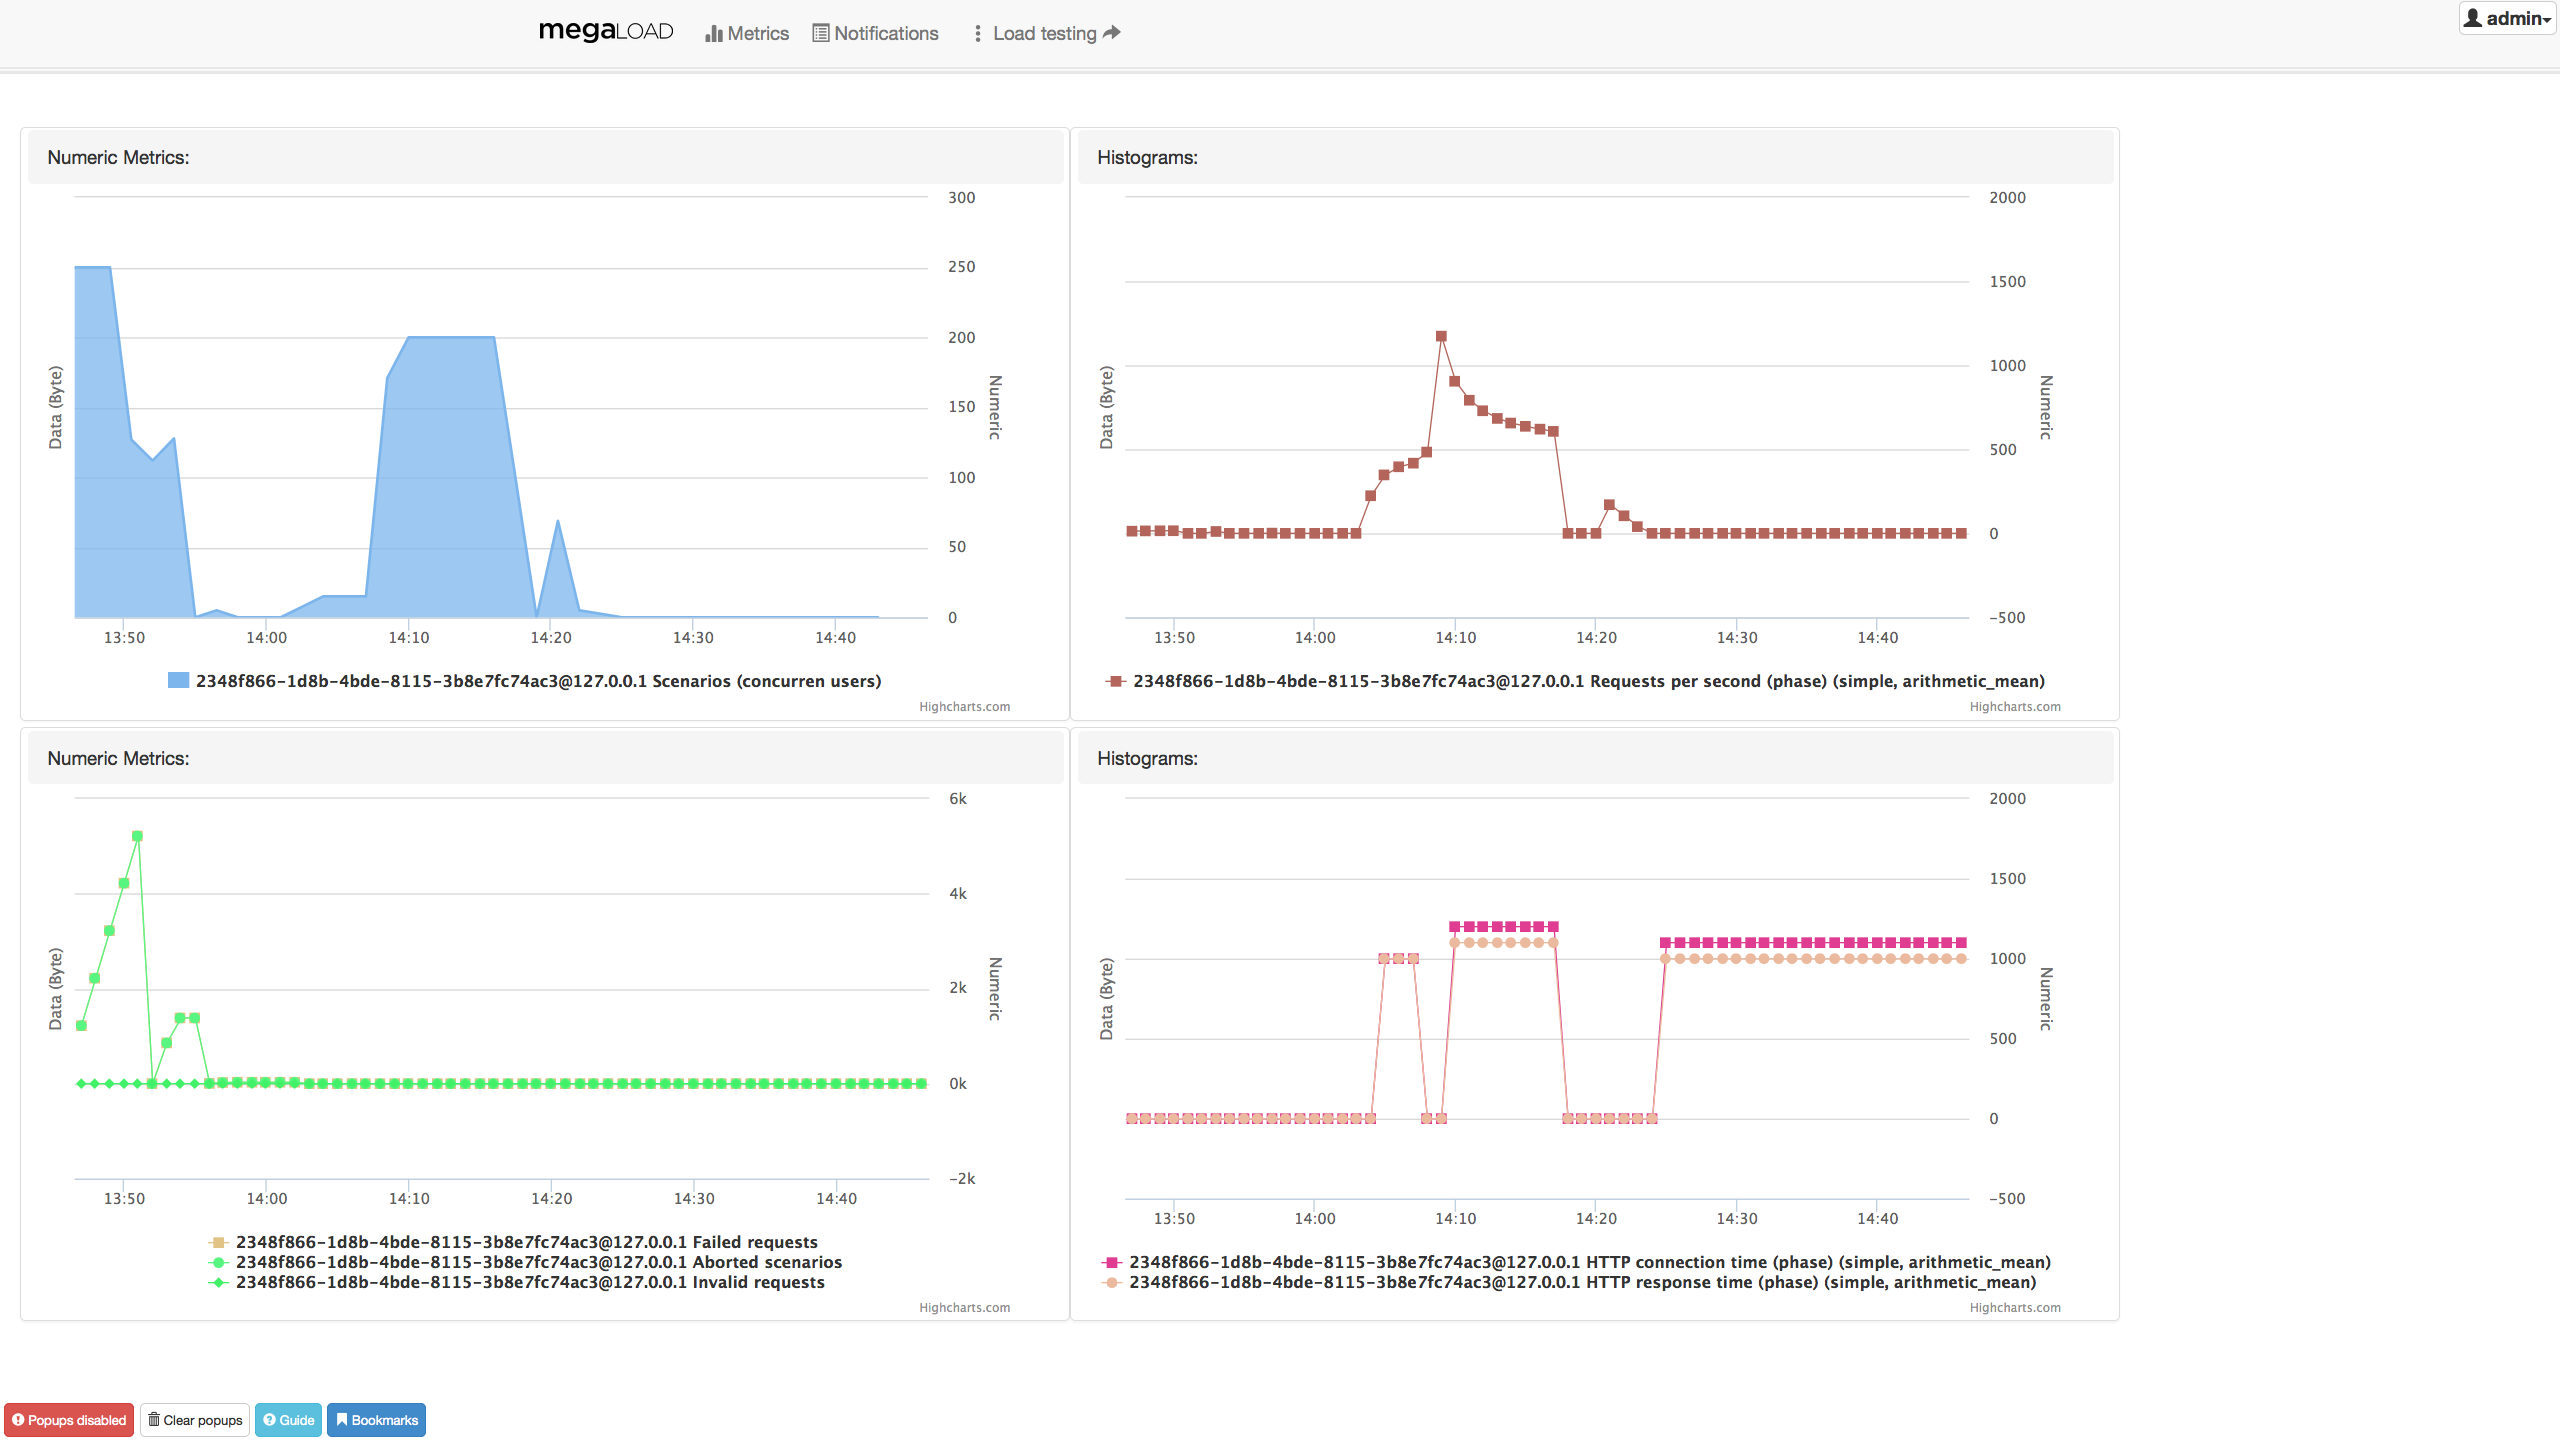 megaLOAD Metrics Notifications Load testing
admin
Numeric Metrics:
300
250
200
150
100
50
0
Data (Byte)
Numeric
13:50 14:00 14:10 14:20 14:30 14:40
2348f866-1d8b-4bde-8115-3b8e7fc74ac3@127.0.0.1 Scenarios (concurren users)
Highcharts.com
Histograms:
2000
1500
1000
500
0
-500
Data (Byte)
Numeric
13:50 14:00 14:10 14:20 14:30 14:40
2348f866-1d8b-4bde-8115-3b8e7fc74ac3@127.0.0.1 Requests per second (phase) (simple, arithmetic_mean)
Highcharts.com
Numeric Metrics:
6k
4k
2k
0k
-2k
Data (Byte)
Numeric
13:50 14:00 14:10 14:20 14:30 14:40
2348f866-1d8b-4bde-8115-3b8e7fc74ac3@127.0.0.1 Failed requests
2348f866-1d8b-4bde-8115-3b8e7fc74ac3@127.0.0.1 Aborted scenarios
2348f866-1d8b-4bde-8115-3b8e7fc74ac3@127.0.0.1 Invalid requests
Highcharts.com
Histograms:
2000
1500
1000
500
0
-500
Data (Byte)
Numeric
13:50 14:00 14:10 14:20 14:30 14:40
2348f866-1d8b-4bde-8115-3b8e7fc74ac3@127.0.0.1 HTTP connection time (phase) (simple, arithmetic_mean)
2348f866-1d8b-4bde-8115-3b8e7fc74ac3@127.0.0.1 HTTP response time (phase) (simple, arithmetic_mean)
Highcharts.com
Popups disabled Clear popups Guide Bookmarks